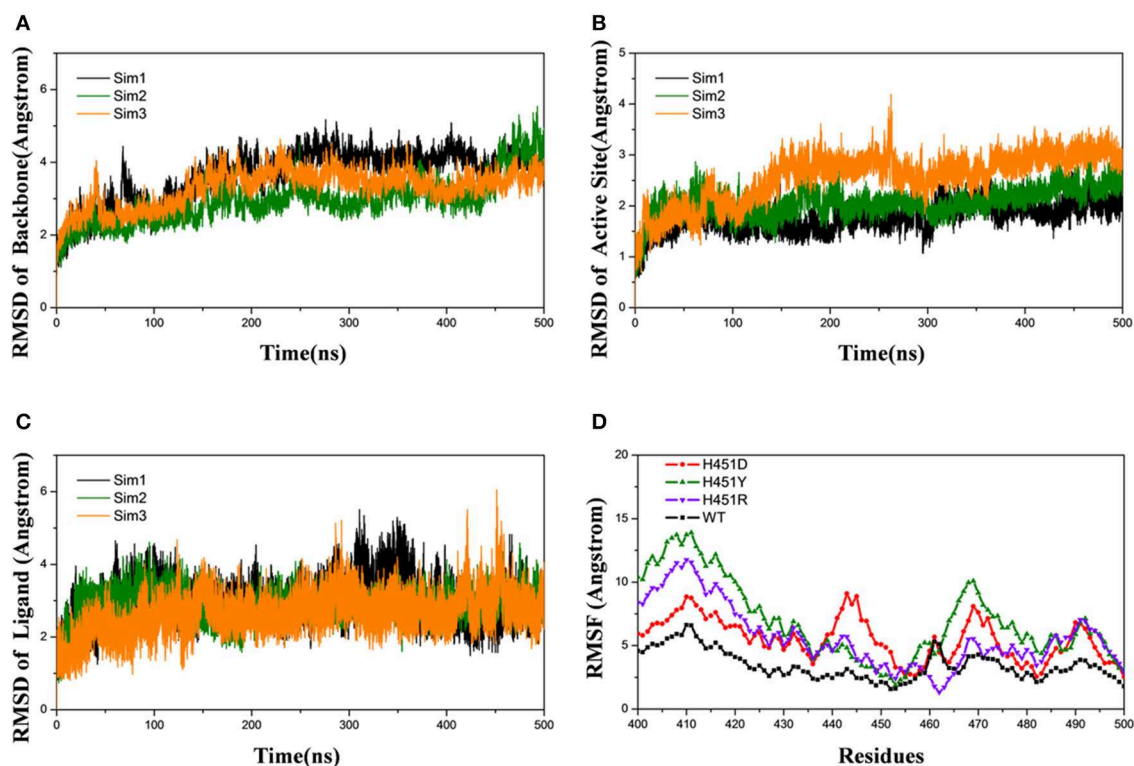 A
RMSD of Backbone(Angstrom)
6
4
2
0
Sim1
Sim2
Sim3
0
100
200
300
400
500
Time(ns)
B
RMSD of Active Site(Angstrom)
5
4
3
2
1
0
Sim1
Sim2
Sim3
0
100
200
300
400
500
Time(ns)
C
RMSD of Ligand (Angstrom)
6
4
2
0
Sim1
Sim2
Sim3
0
100
200
300
400
500
Time(ns)
D
RMSF (Angstrom)
20
15
10
5
0
H451D
H451Y
H451R
WT
400
410
420
430
440
450
460
470
480
490
500
Residues